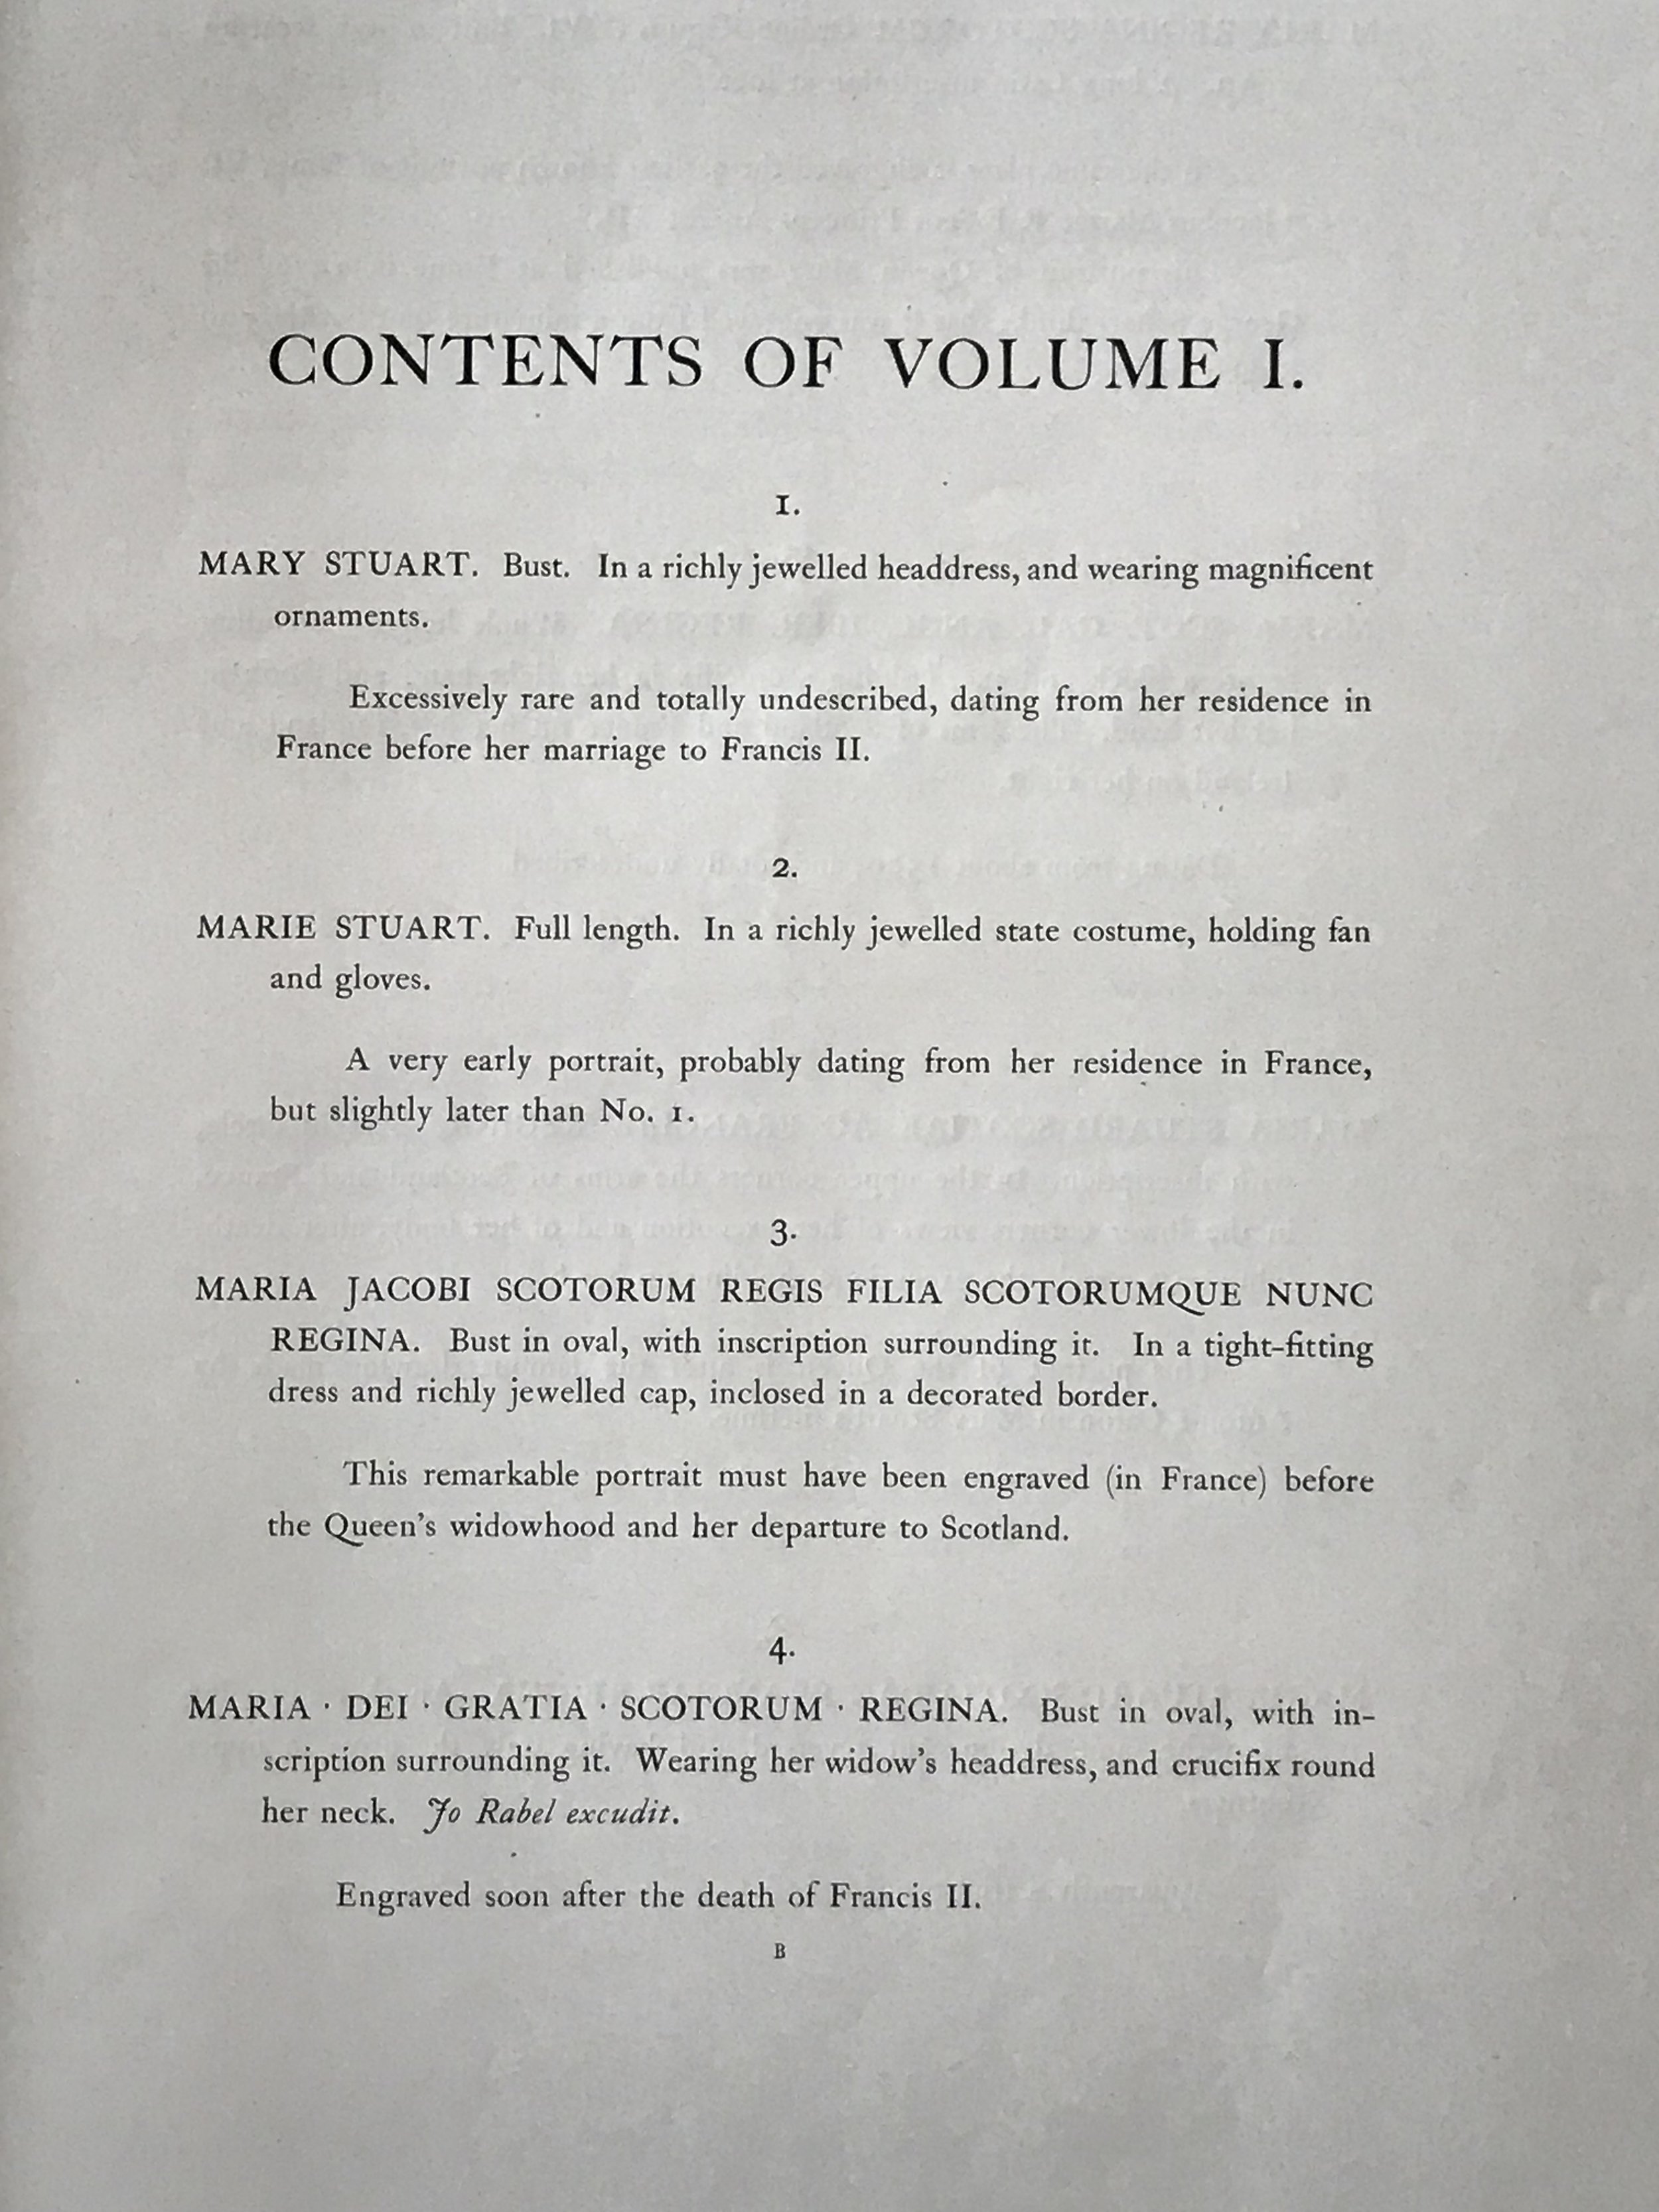 CONTENTS OF VOLUME I.
1.
MARY STUART. Bust. In a richly jewelled headdress, and wearing magnificent
ornaments.
Excessively rare and totally undescribed, dating from her residence in
France before her marriage to Francis II.
2.
MARIE STUART. Full length. In a richly jewelled state costume, holding fan
and gloves.
A very early portrait, probably dating from her residence in France,
but slightly later than No. 1.
3.
MARIA JACOBI SCOTORUM REGIS FILIA SCOTORUMQUE NUNC
REGINA. Bust in oval, with inscription surrounding it. In a tight-fitting
dress and richly jewelled cap, inclosed in a decorated border.
This remarkable portrait must have been engraved (in France) before
the Queen's widowhood and her departure to Scotland.
4.
MARIA · DEI · GRATIA · SCOTORUM · REGINA. Bust in oval, with in-
scription surrounding it. Wearing her widow's headdress, and crucifix round
her neck. Jo Rabel excudit.
Engraved soon after the death of Francis II.
B